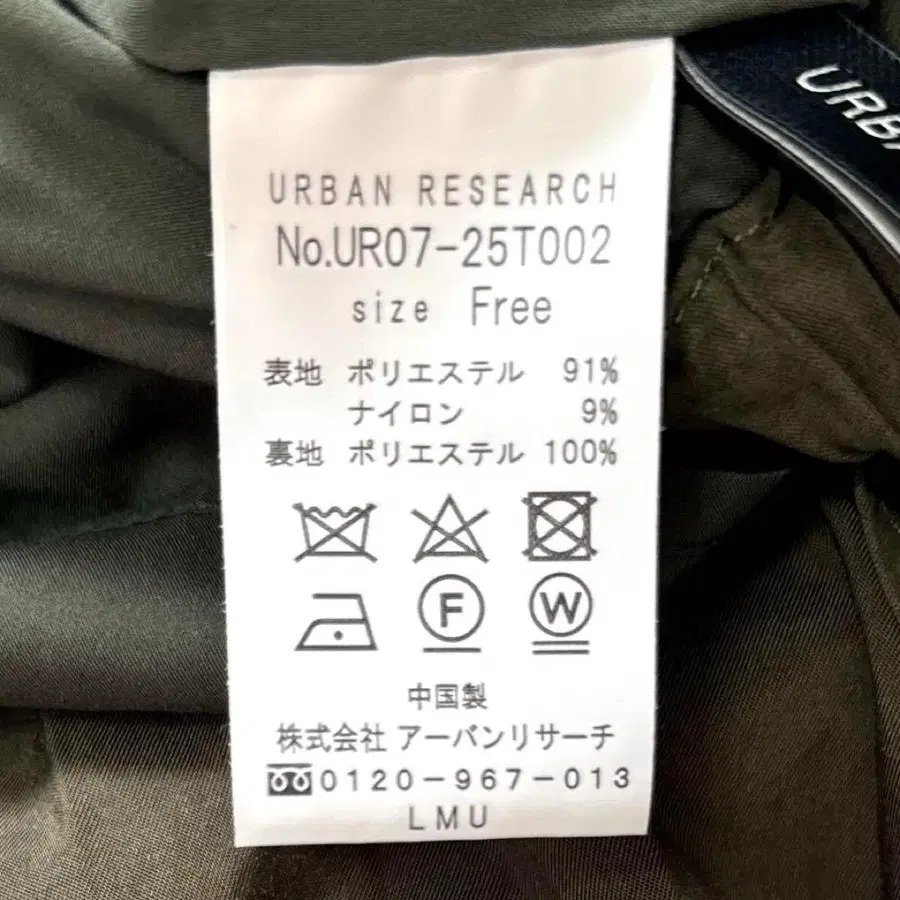 URBAN RESEARCH
No.UR07-25T002
size Free
表地 ポリエステル 91%
ナイロン 9%
裏地 ポリエステル 100%
F W
中国製
株式会社 アーバンリサーチ
0120-967-013
LMU